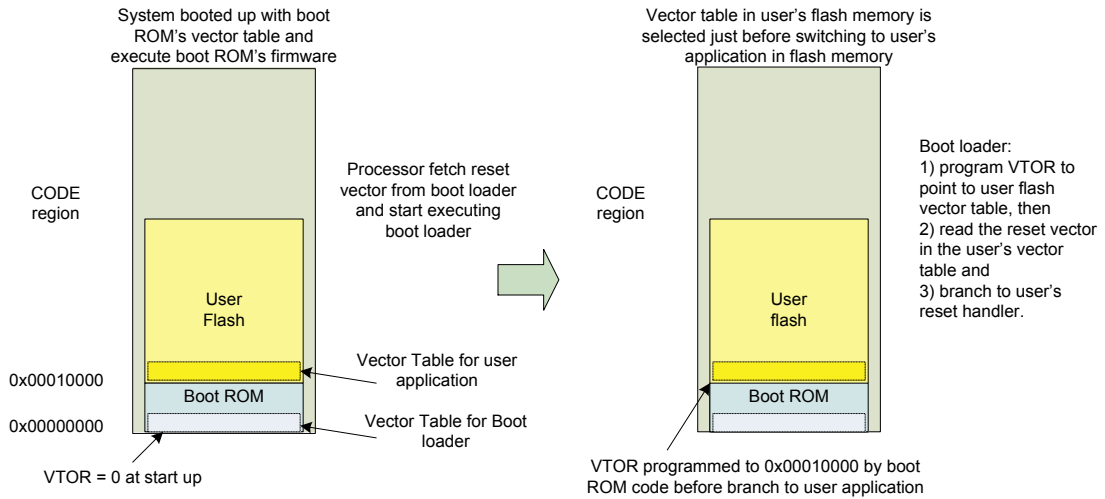 System booted up with boot
ROM's vector table and
execute boot ROM's firmware
CODE
region
User
Flash
0x00010000
Boot ROM
0x00000000
VTOR = 0 at start up
Processor fetch reset
vector from boot loader
and start executing
boot loader
Vector Table for user
application
Vector Table for Boot
loader
Vector table in user's flash memory is
selected just before switching to user's
application in flash memory
CODE
region
User
flash
Boot ROM
VTOR programmed to 0x00010000 by boot
ROM code before branch to user application
Boot loader:
1) program VTOR to
point to user flash
vector table, then
2) read the reset vector
in the user's vector
table and
3) branch to user's
reset handler.